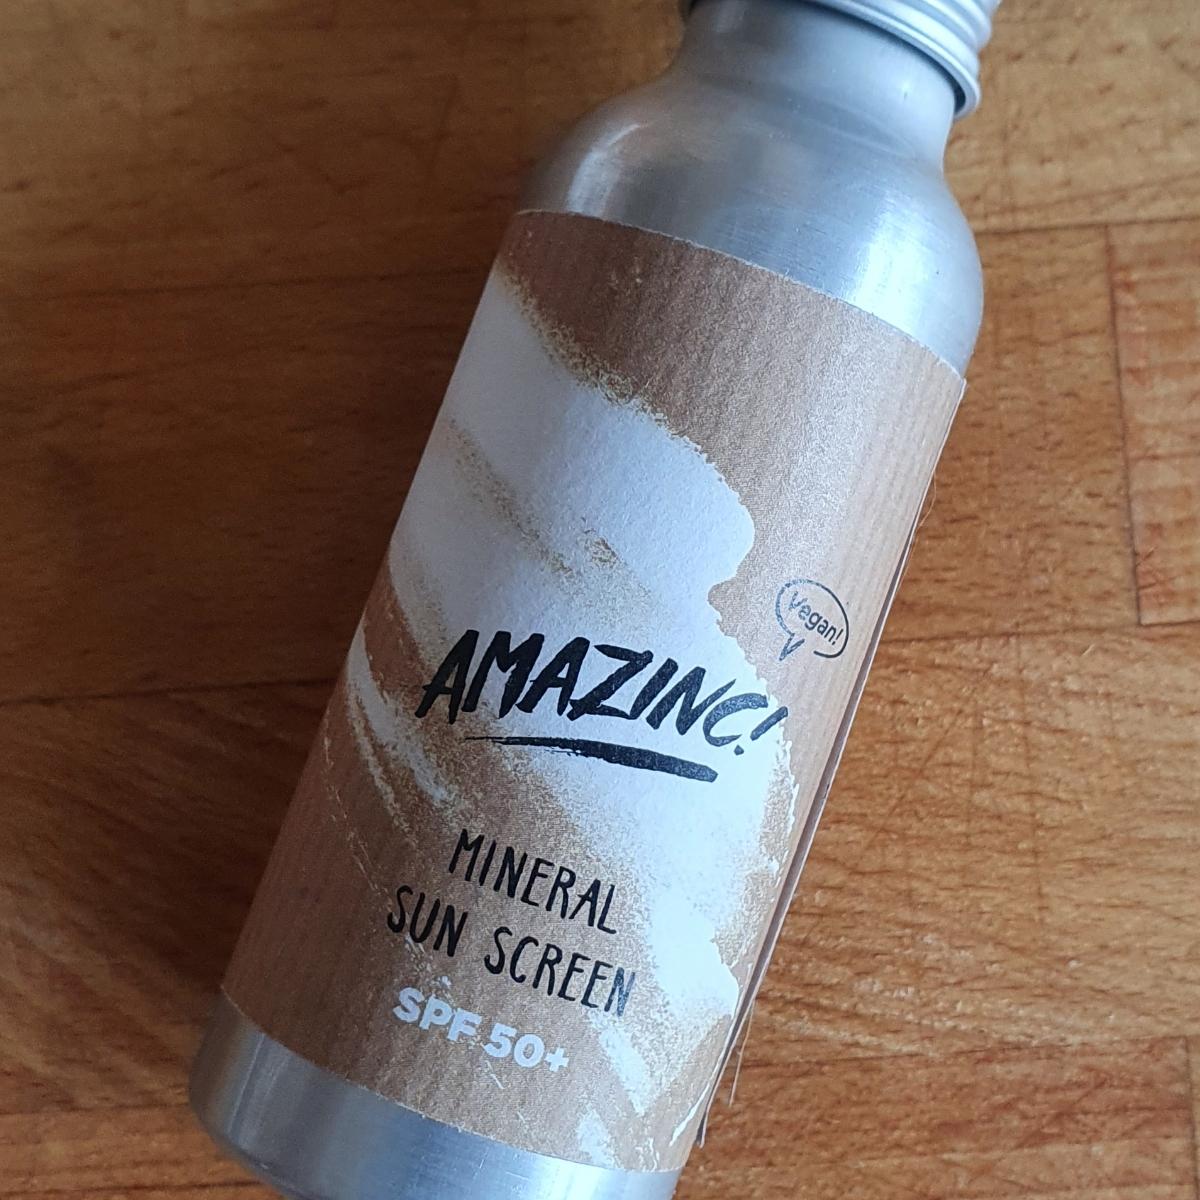 Vegan!
AMAZINC!
MINERAL
SUN SCREEN
SPF 50+